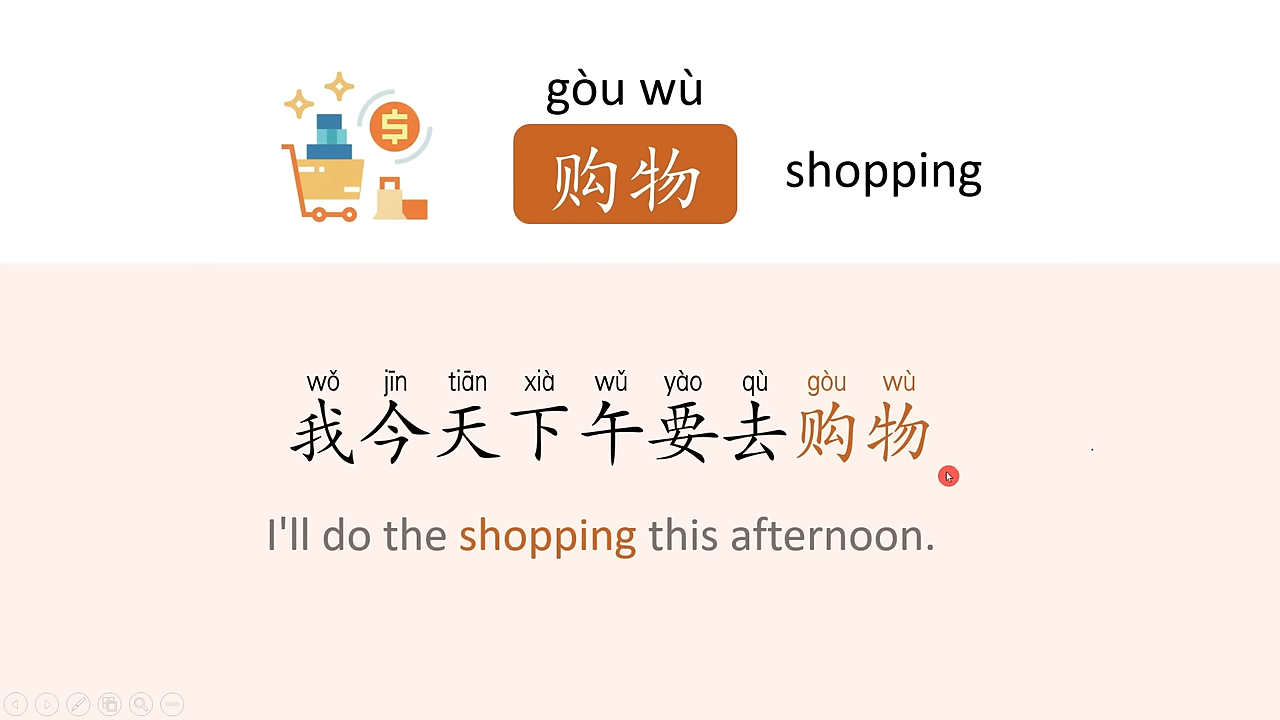 gòu wù
购物
shopping
wǒ jīn tiān xià wǔ yào qù gòu wù
我今天下午要去购物
I'll do the shopping this afternoon.